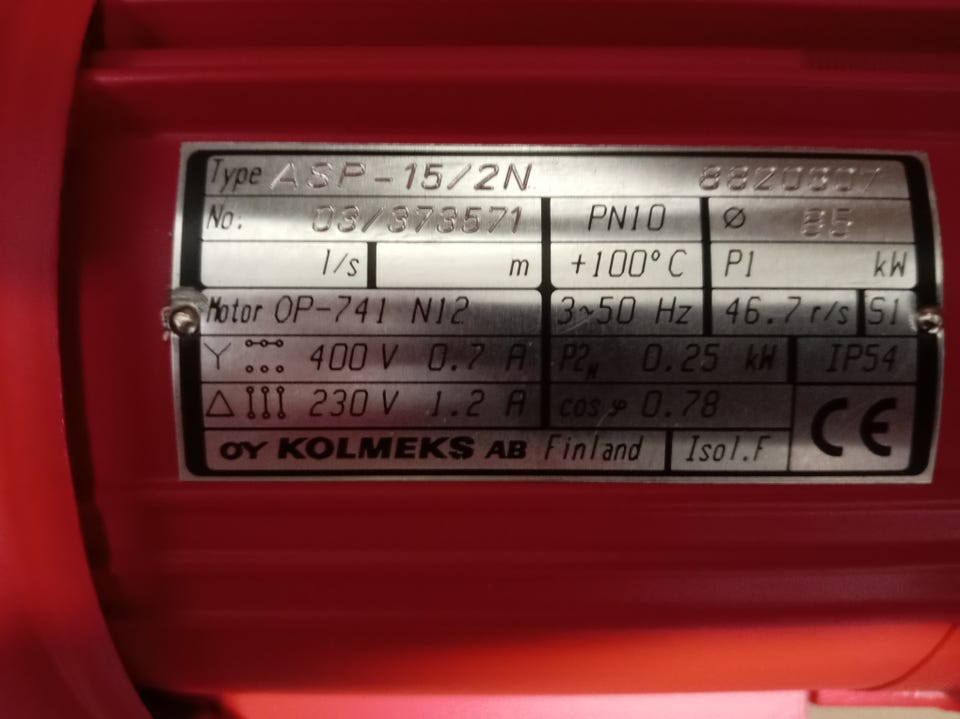 Type ASP-15/2N 8820307
No. 03/373571 PN10 Ø 85
l/s m +100°C P1 kW
Motor OP-741 N12 3~50 Hz 46.7 r/s S1
Y 400 V 0.7 A P2N 0.25 kW IP54
△ 230 V 1.2 A cos φ 0.78 CE
OY KOLMEKS AB Finland Isol.F